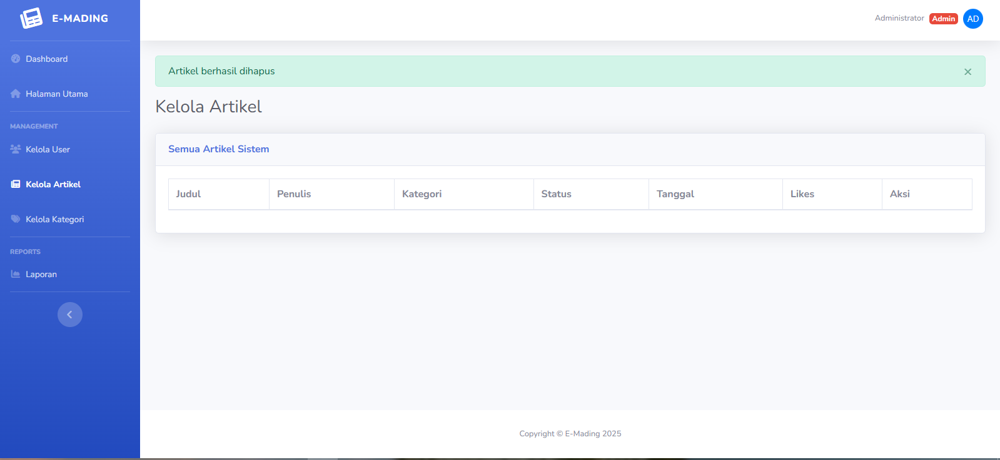 E-MADING
Administrator Admin AD
Dashboard
Halaman Utama
MANAGEMENT
Kelola User
Kelola Artikel
Kelola Kategori
REPORTS
Laporan
Artikel berhasil dihapus ×
Kelola Artikel
Semua Artikel Sistem
Judul Penulis Kategori Status Tanggal Likes Aksi
Copyright © E-Mading 2025